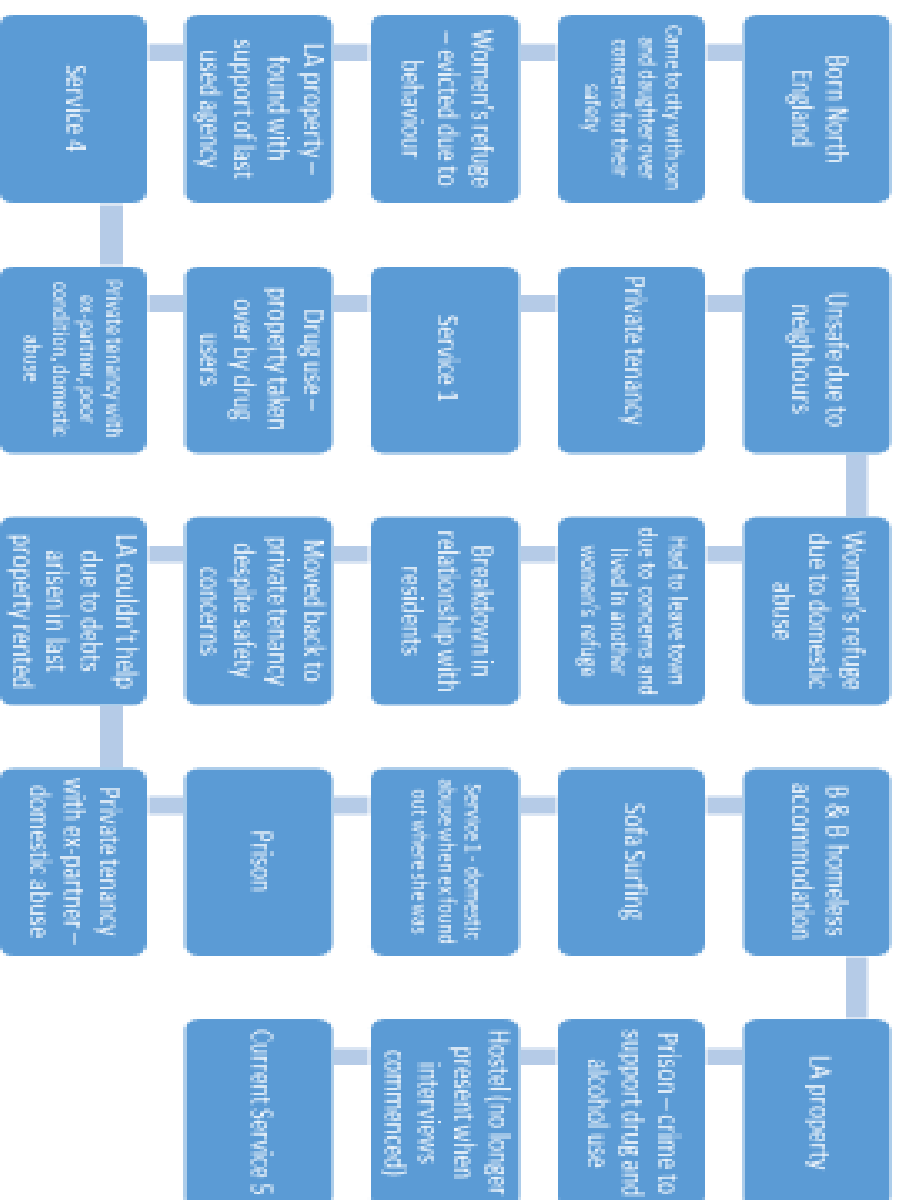 Born North
England
Came to city with son
and daughter over
concerns for their
safety
Women's refuge
– evicted due to
behaviour
LA property –
found with
support of last
used agency
Service 4
Private tenancy with
ex-partner, poor
condition, domestic
abuse
Drug use –
property taken
over by drug
users
Service 1
Private tenancy
Unsafe due to
neighbours
Women's refuge
due to domestic
abuse
Had to leave town
due to concerns and
lived in another
women's refuge
Breakdown in
relationship with
residents
Moved back to
private tenancy
despite safety
concerns
LA couldn't help
due to debts
arisen in last
property rented
Private tenancy
with ex-partner –
domestic abuse
Prison
Service 1 - domestic
abuse when ex found
out where she was
Sofa Surfing
B & B homeless
accommodation
LA property
Prison – crime to
support drug and
alcohol use
Hostel (no longer
present when
interviews
commenced)
Current Service 5